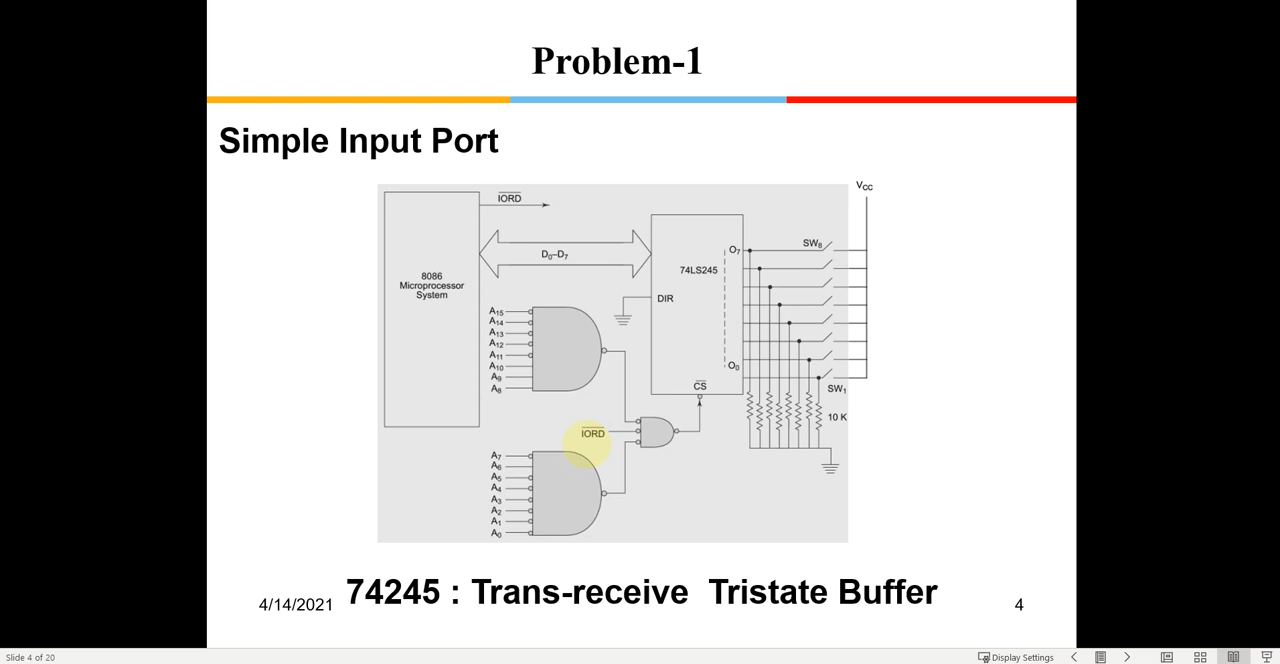 Problem-1
Simple Input Port
VCC
IORD
SW8
O7
D0–D7
74LS245
8086
Microprocessor
System
DIR
A15
A14
A13
A12
A11
A10
A9
A8
O0
CS
SW1
10 K
IORD
A7
A6
A5
A4
A3
A2
A1
A0
74245 : Trans-receive Tristate Buffer
4/14/2021
4
Slide 4 of 20
Display Settings